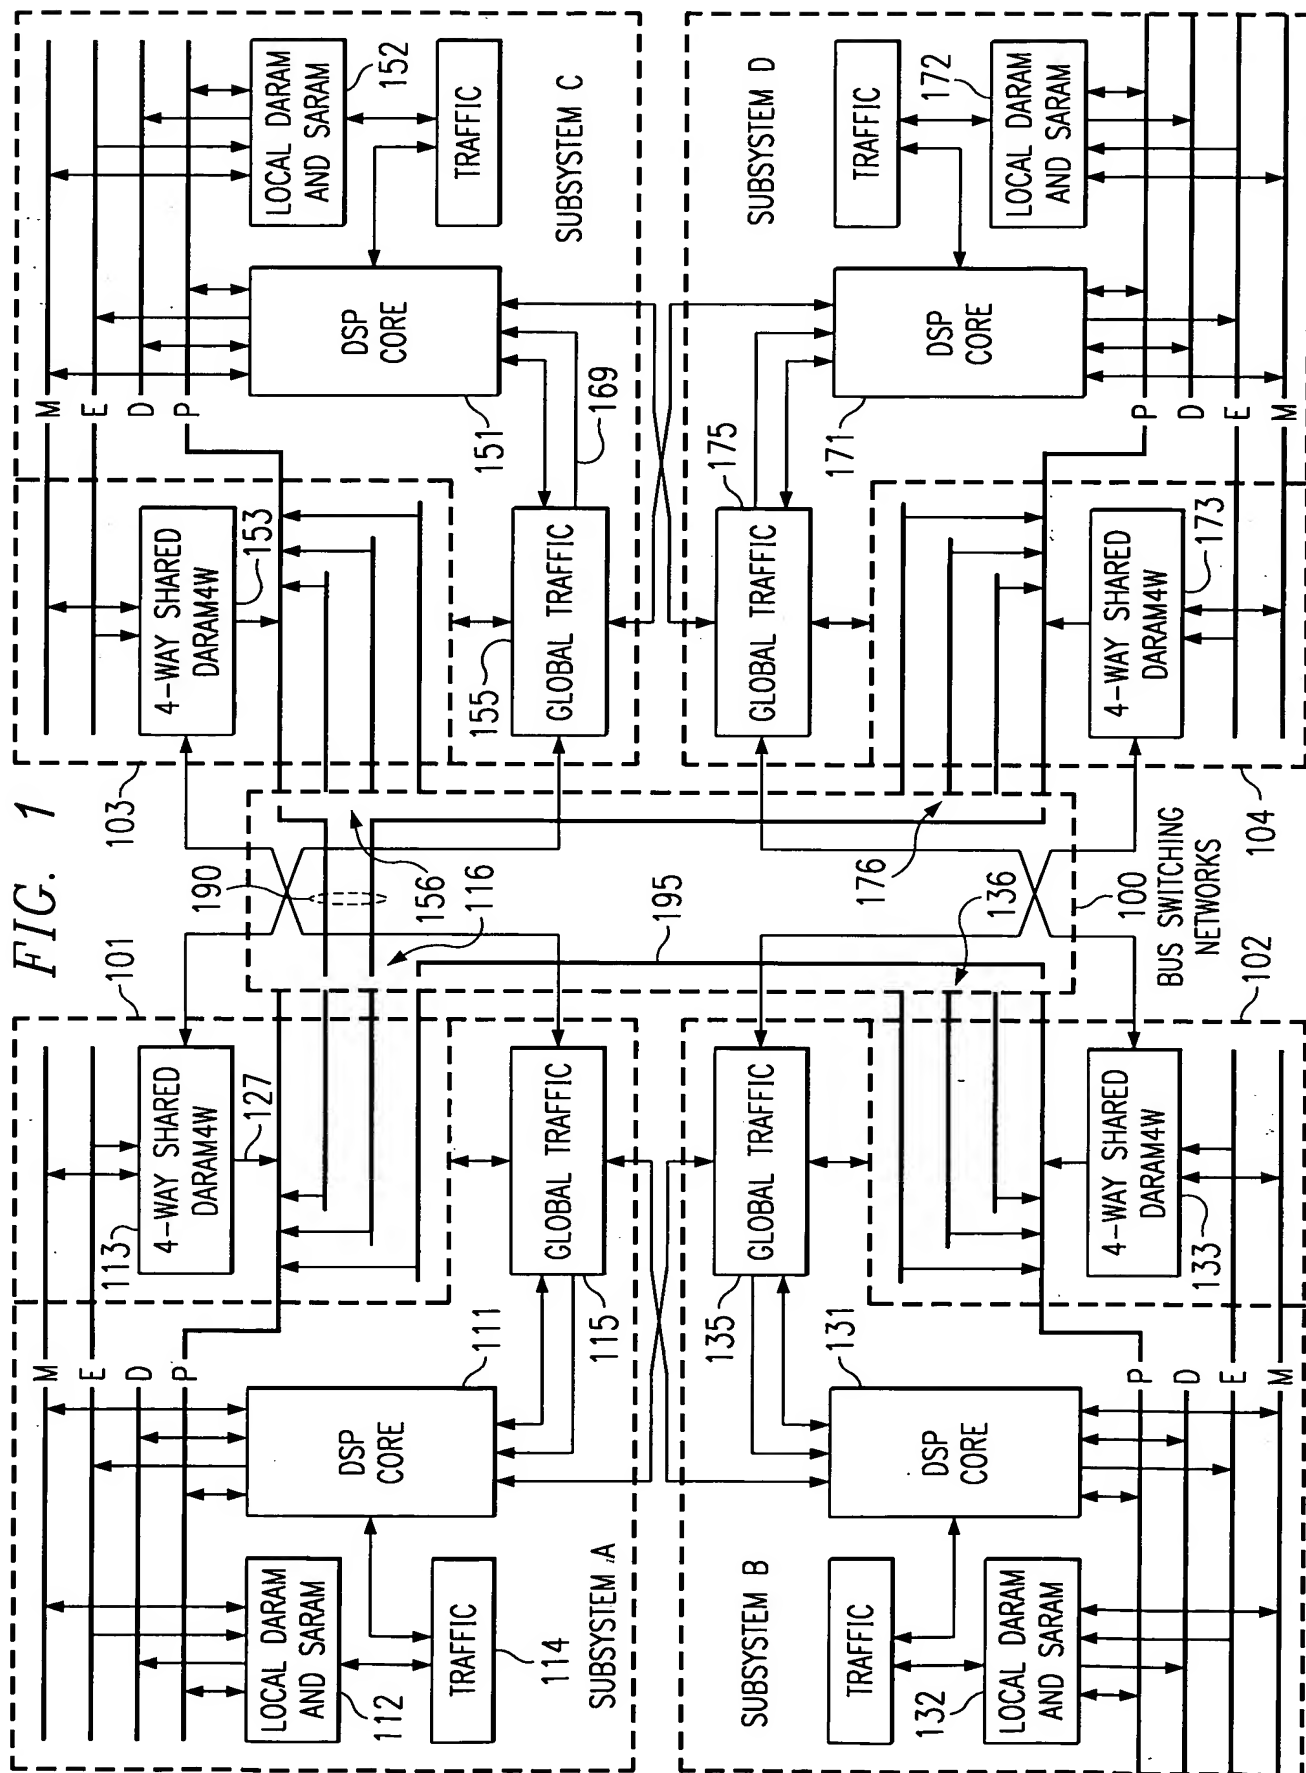 FIG. 1
101
M
E
D
P
113
4-WAY SHARED
DARAM4W
127
111
DSP
CORE
LOCAL DARAM
AND SARAM
112
TRAFFIC
114
SUBSYSTEM A
GLOBAL TRAFFIC
115
116
190
103
M
E
D
P
4-WAY SHARED
DARAM4W
153
DSP
CORE
151
LOCAL DARAM
AND SARAM
152
TRAFFIC
SUBSYSTEM C
GLOBAL TRAFFIC
155
169
156
195
SUBSYSTEM B
TRAFFIC
LOCAL DARAM
AND SARAM
132
DSP
CORE
131
GLOBAL TRAFFIC
135
136
4-WAY SHARED
DARAM4W
133
P
D
E
M
102
BUS SWITCHING
NETWORKS
100
SUBSYSTEM D
TRAFFIC
LOCAL DARAM
AND SARAM
172
DSP
CORE
171
GLOBAL TRAFFIC
175
176
4-WAY SHARED
DARAM4W
173
P
D
E
M
104